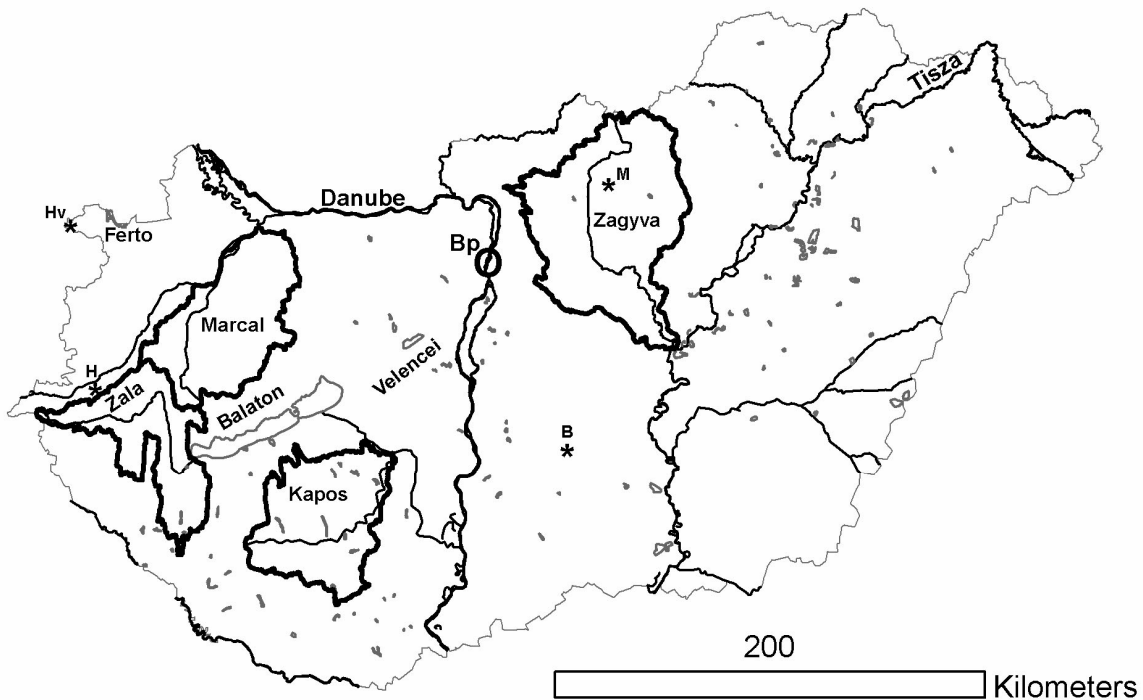 Tisza
M
Danube
Hv
Ferto
Zagyva
Bp
Marcal
Velencei
H
Zala
Balaton
B
Kapos
200
Kilometers